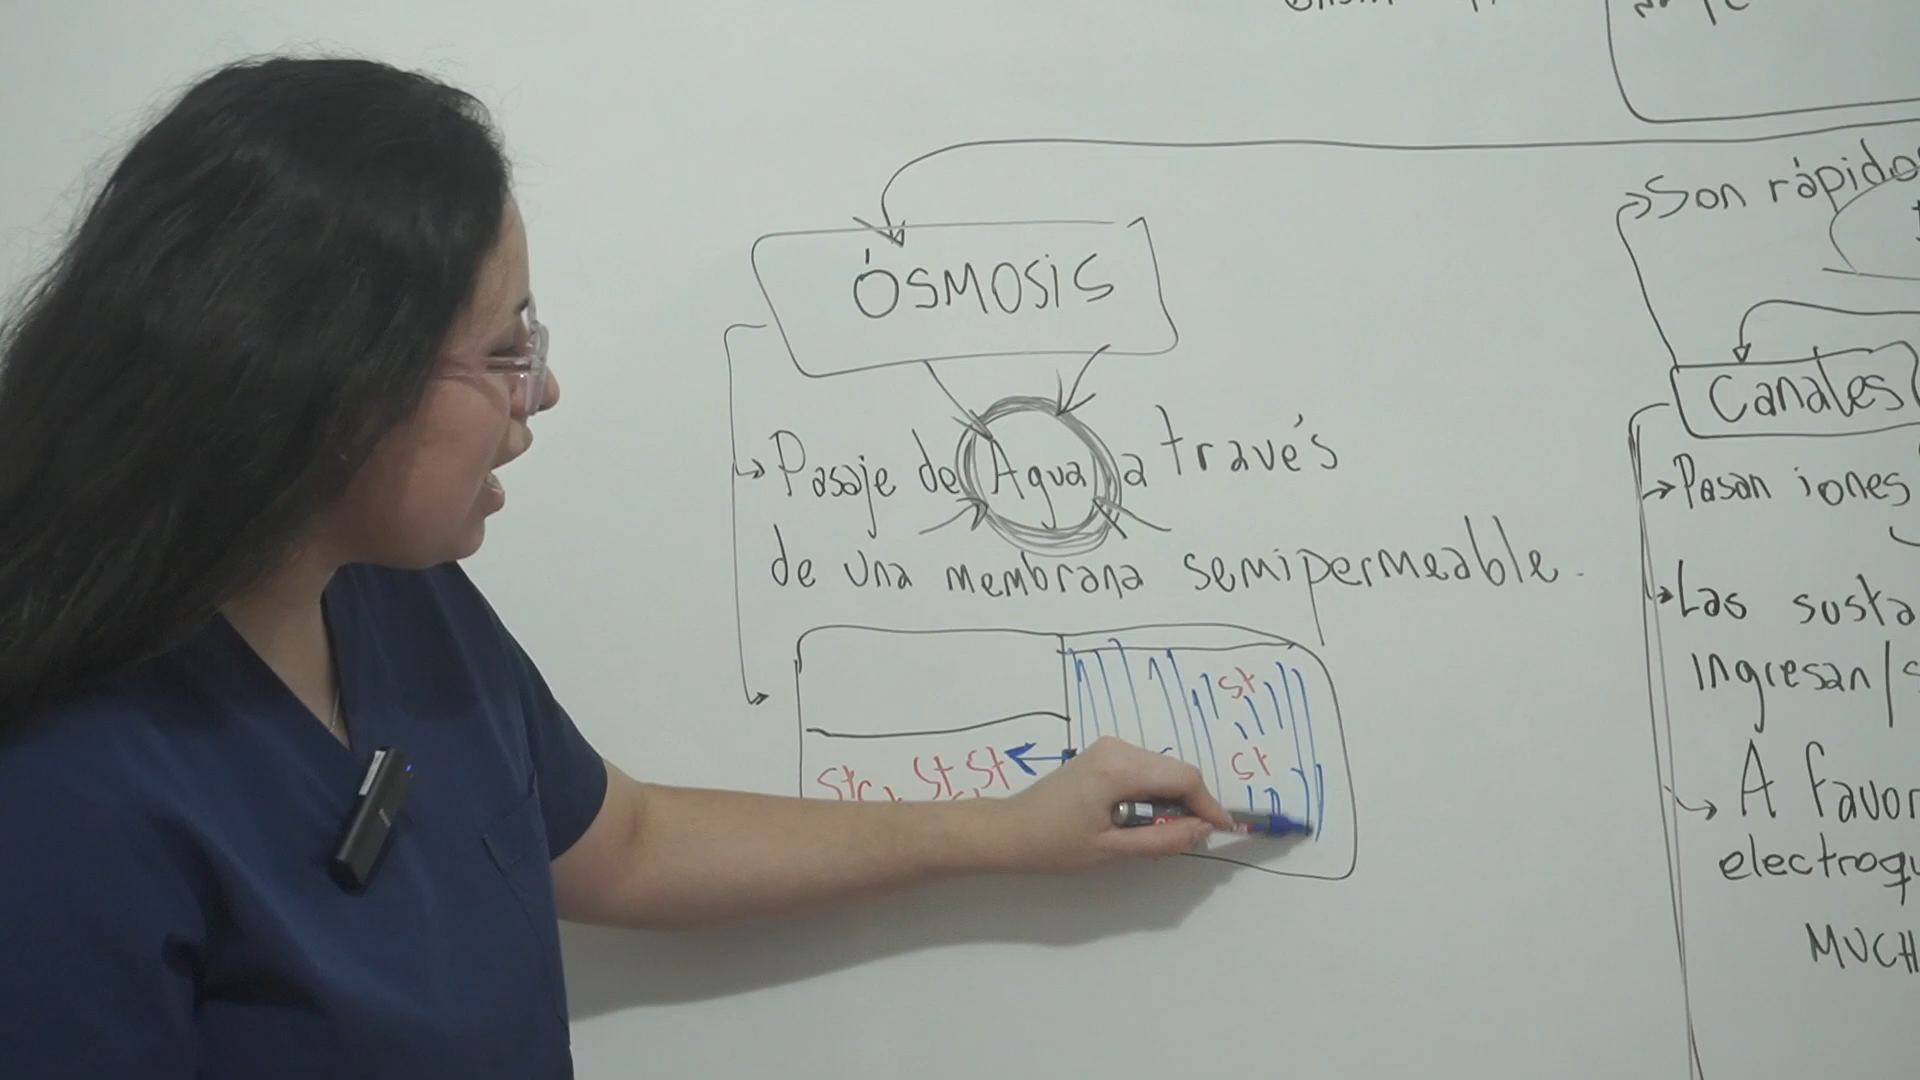 ÓSMOSIS
Pasaje de Agua a través
de una membrana semipermeable.
st
st
St St St
Son rápidos
Canales
Pasan iones
Las susta
ingresan/s
A favor
electroqu
MUCH